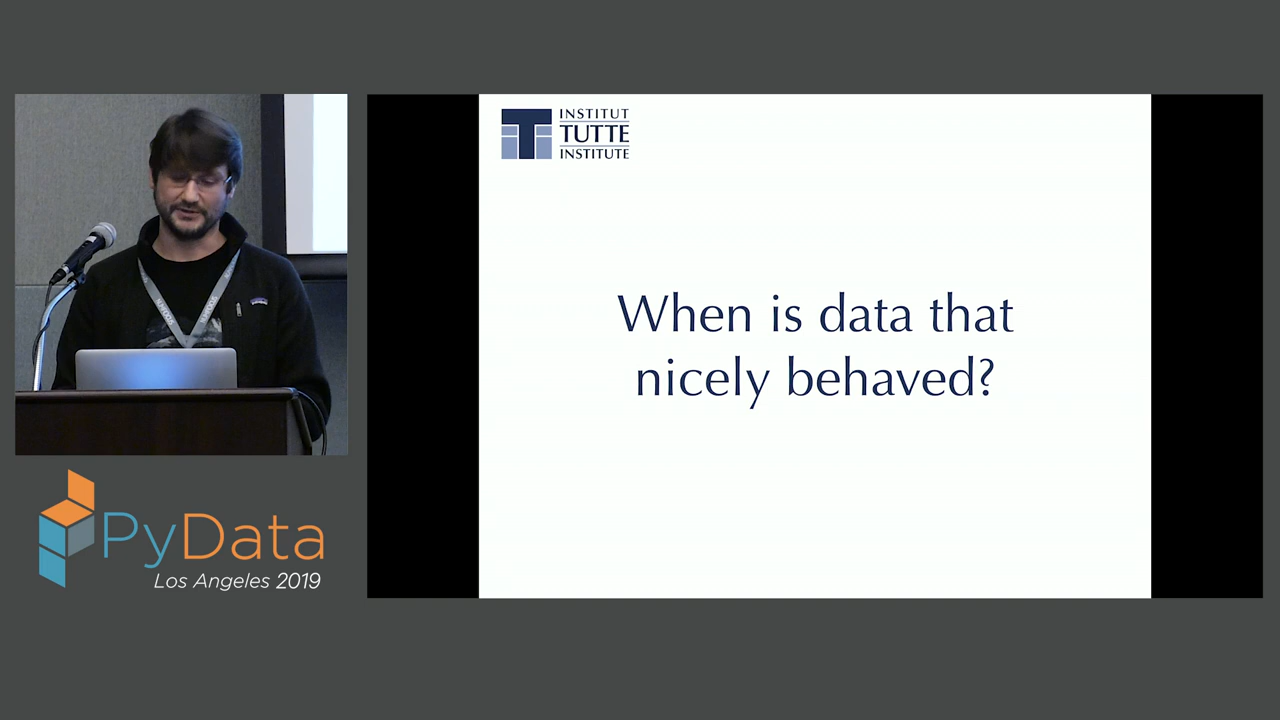 INSTITUT
TUTTE
INSTITUTE
When is data that
nicely behaved?
PyData
Los Angeles 2019